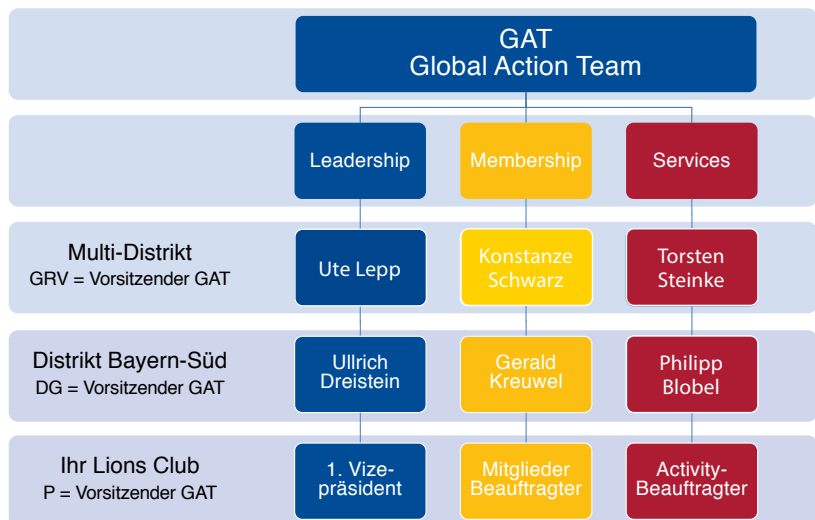 GAT
Global Action Team
Leadership
Membership
Services
Multi-Distrikt
GRV = Vorsitzender GAT
Ute Lepp
Konstanze
Schwarz
Torsten
Steinke
Distrikt Bayern-Süd
DG = Vorsitzender GAT
Ullrich
Dreistein
Gerald
Kreuwel
Philipp
Blobel
Ihr Lions Club
P = Vorsitzender GAT
1. Vize-
präsident
Mitglieder
Beauftragter
Activity-
Beauftragter